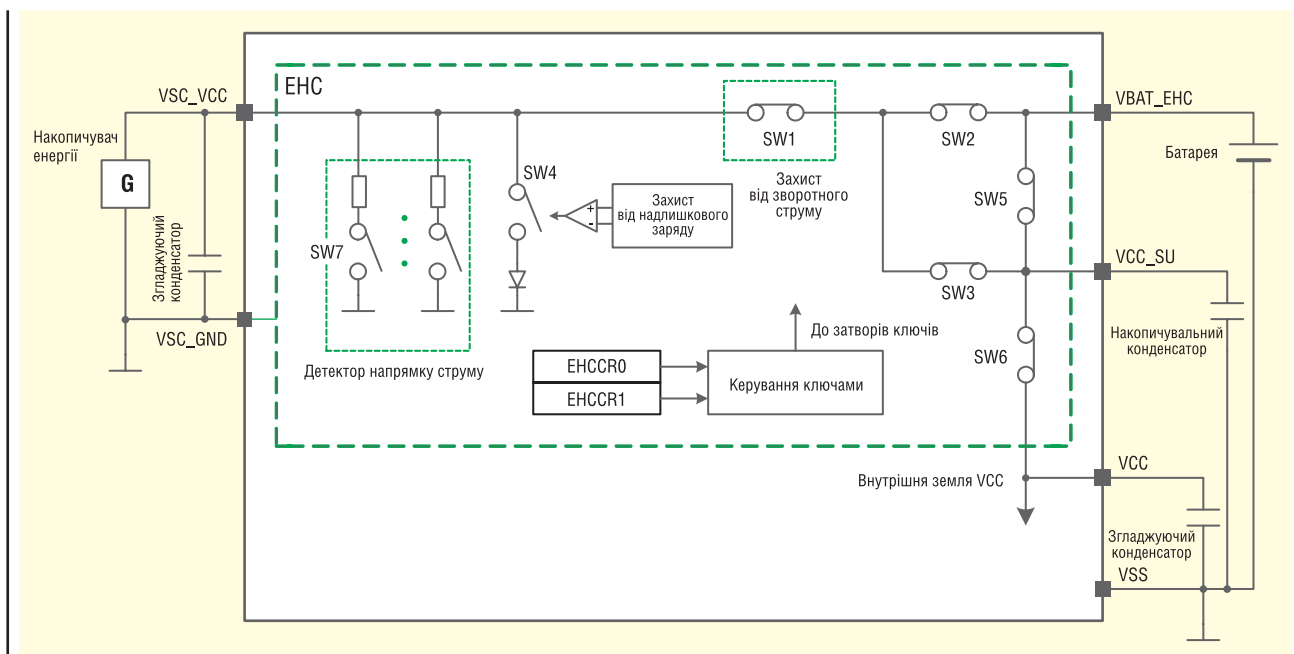 EHC
VSC_VCC
VBAT_EHC
Накопичувач
енергії
G
SW1
SW2
Батарея
SW4
Захист
від надлишкового
заряду
+
-
Захист
від зворотного
струму
SW5
Згладжуючий
конденсатор
SW7
VCC_SU
SW3
VSC_GND
До затворів ключів
Накопичувальний
конденсатор
SW6
Детектор напрямку струму
EHCCR0
EHCCR1
Керування ключами
VCC
Внутрішня земля VCC
Згладжуючий
конденсатор
VSS